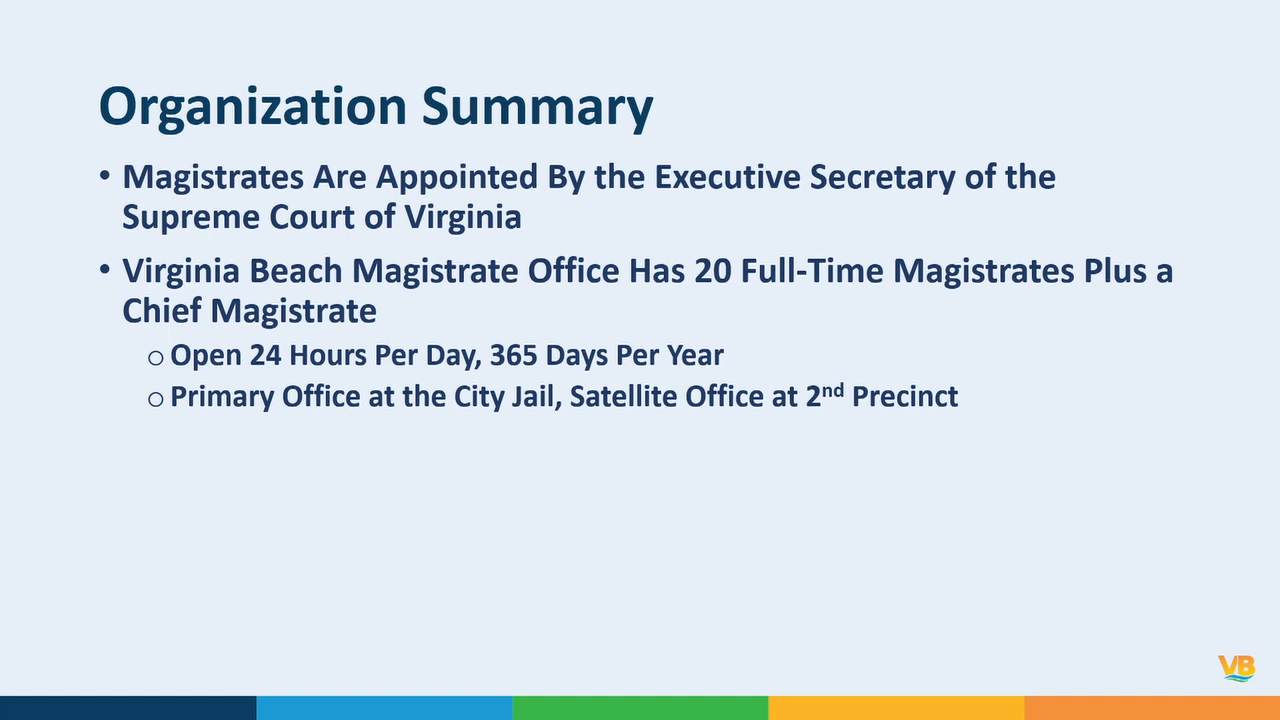 Organization Summary
• Magistrates Are Appointed By the Executive Secretary of the
Supreme Court of Virginia
• Virginia Beach Magistrate Office Has 20 Full-Time Magistrates Plus a
Chief Magistrate
o Open 24 Hours Per Day, 365 Days Per Year
o Primary Office at the City Jail, Satellite Office at 2nd Precinct
VB